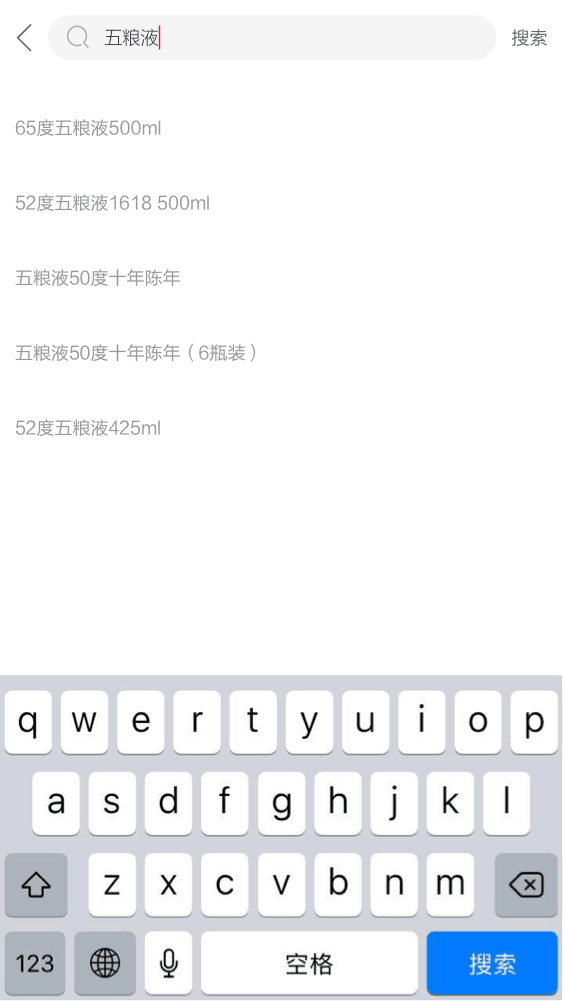 五粮液 搜索
65度五粮液500ml
52度五粮液1618 500ml
五粮液50度十年陈年
五粮液50度十年陈年（6瓶装）
52度五粮液425ml
q w e r t y u i o p
a s d f g h j k l
z x c v b n m
123 空格 搜索